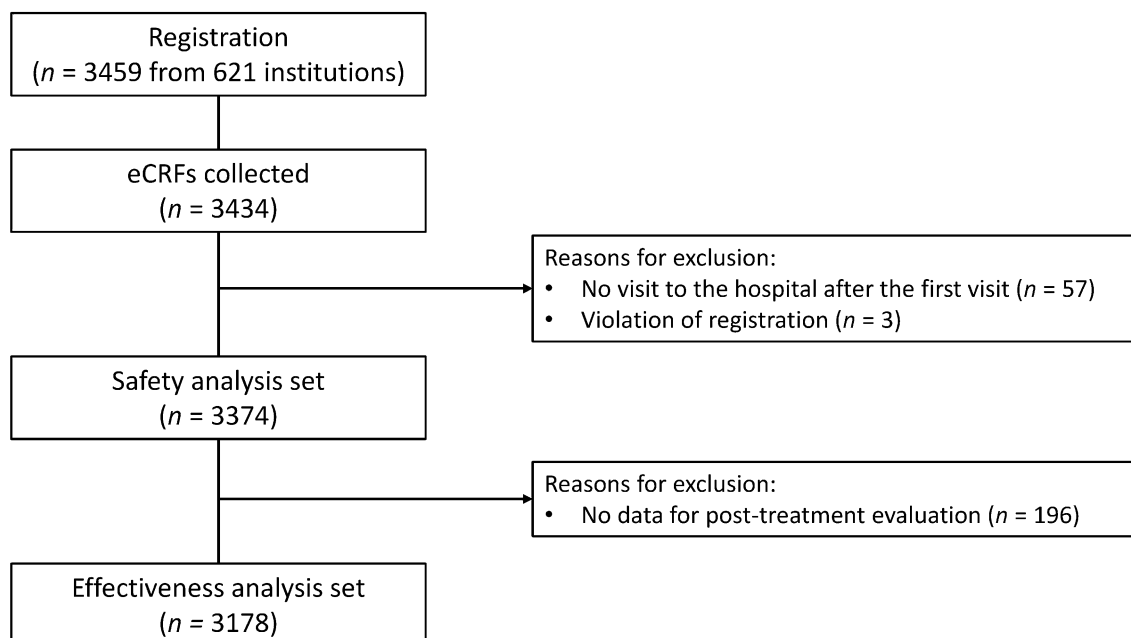 Registration
(n = 3459 from 621 institutions)
eCRFs collected
(n = 3434)
Reasons for exclusion:
• No visit to the hospital after the first visit (n = 57)
• Violation of registration (n = 3)
Safety analysis set
(n = 3374)
Reasons for exclusion:
• No data for post-treatment evaluation (n = 196)
Effectiveness analysis set
(n = 3178)